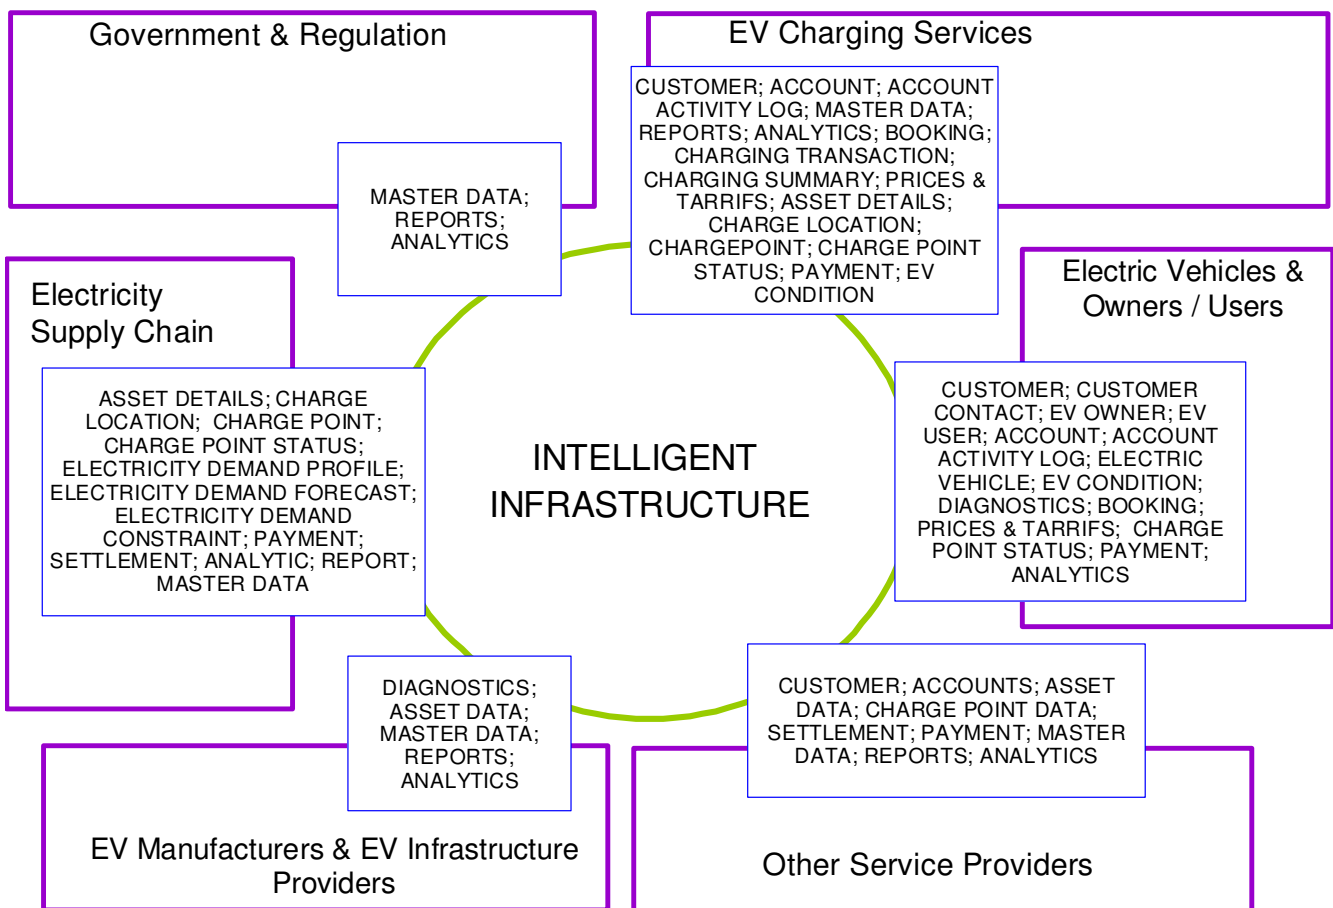 Government & Regulation
MASTER DATA;
REPORTS;
ANALYTICS
EV Charging Services
CUSTOMER; ACCOUNT; ACCOUNT
ACTIVITY LOG; MASTER DATA;
REPORTS; ANALYTICS; BOOKING;
CHARGING TRANSACTION;
CHARGING SUMMARY; PRICES &
TARRIFS; ASSET DETAILS;
CHARGE LOCATION;
CHARGEPOINT; CHARGE POINT
STATUS; PAYMENT; EV
CONDITION
Electricity
Supply Chain
ASSET DETAILS; CHARGE
LOCATION; CHARGE POINT;
CHARGE POINT STATUS;
ELECTRICITY DEMAND PROFILE;
ELECTRICITY DEMAND FORECAST;
ELECTRICITY DEMAND
CONSTRAINT; PAYMENT;
SETTLEMENT; ANALYTIC; REPORT;
MASTER DATA
INTELLIGENT
INFRASTRUCTURE
Electric Vehicles &
Owners / Users
CUSTOMER; CUSTOMER
CONTACT; EV OWNER; EV
USER; ACCOUNT; ACCOUNT
ACTIVITY LOG; ELECTRIC
VEHICLE; EV CONDITION;
DIAGNOSTICS; BOOKING;
PRICES & TARRIFS; CHARGE
POINT STATUS; PAYMENT;
ANALYTICS
DIAGNOSTICS;
ASSET DATA;
MASTER DATA;
REPORTS;
ANALYTICS
EV Manufacturers & EV Infrastructure
Providers
CUSTOMER; ACCOUNTS; ASSET
DATA; CHARGE POINT DATA;
SETTLEMENT; PAYMENT; MASTER
DATA; REPORTS; ANALYTICS
Other Service Providers